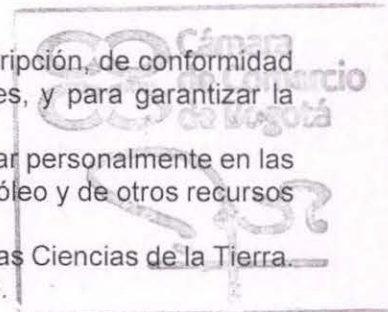 ripción, de conformidad
es, y para garantizar la
ar personalmente en las
óleo y de otros recursos
as Ciencias de la Tierra.
Cámara
de Comercio
de Bogotá